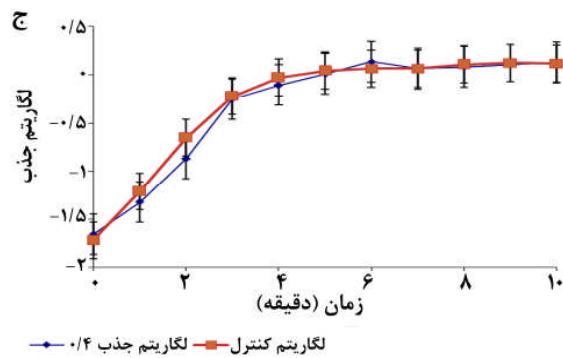 ج
۰/۵
۰
-۰/۵
-۱
-۱/۵
-۲
لگاریتم جذب
۰ ۲ ۴ ۶ ۸ ۱۰
زمان (دقیقه)
لگاریتم کنترل لگاریتم جذب ۰/۴